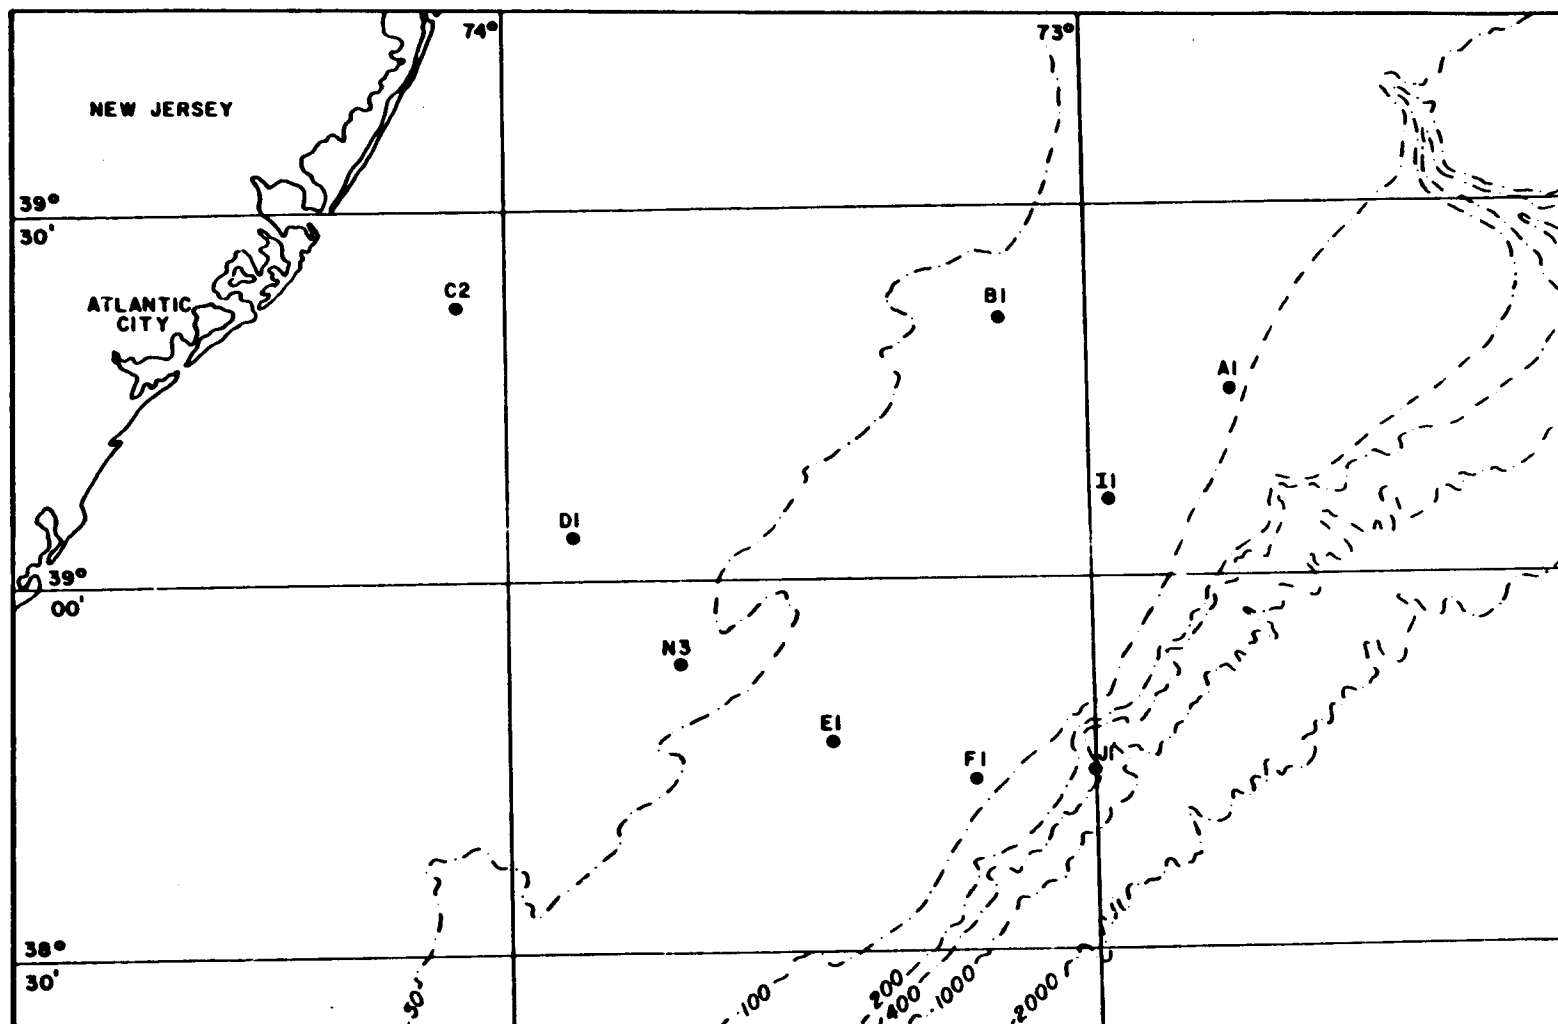 74°
73°
NEW JERSEY
39°
30'
C2
B1
ATLANTIC
CITY
A1
I1
D1
39°
00'
N3
E1
F1
J1
38°
30'
50'
100
200
400
1000
2000